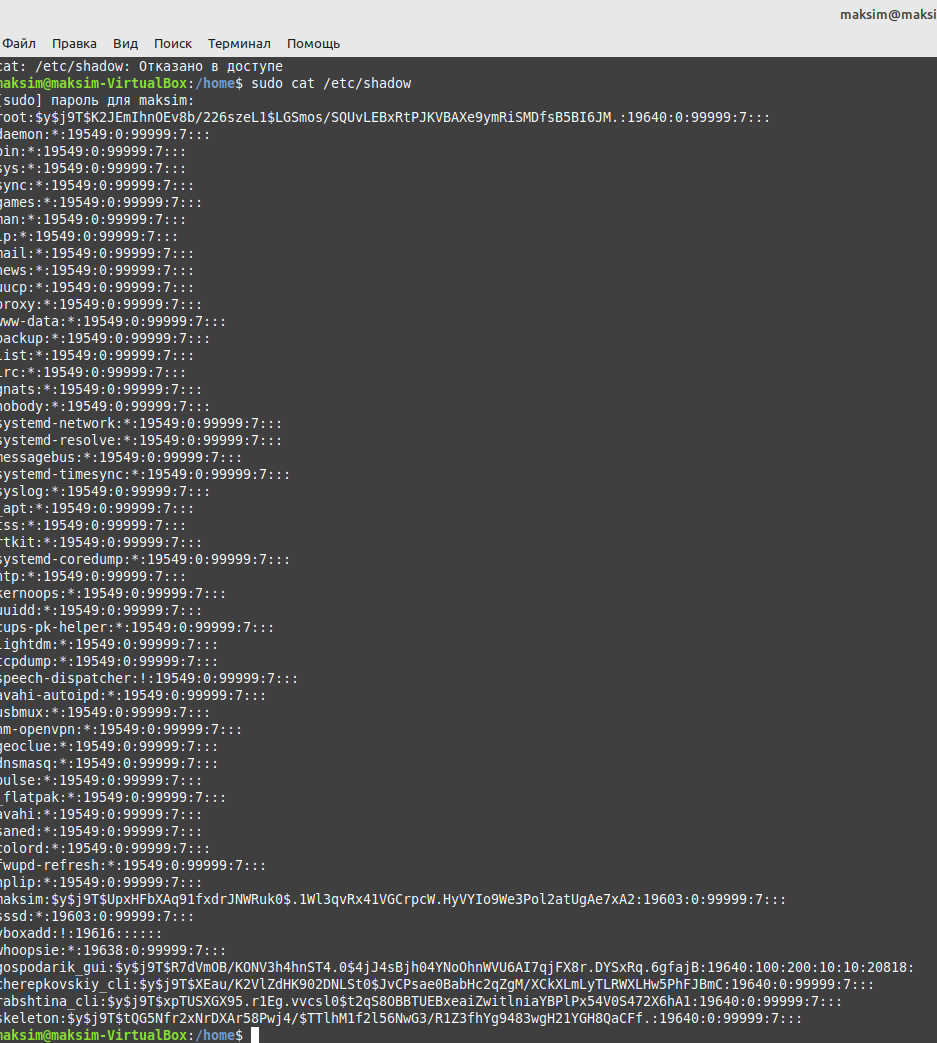 maksim@maksi
Файл Правка Вид Поиск Терминал Помощь
cat: /etc/shadow: Отказано в доступе
maksim@maksim-VirtualBox:/home$ sudo cat /etc/shadow
[sudo] пароль для maksim:
root:$y$j9T$K2JEmIhnOEv8b/226szeL1$LGSmos/SQUvLEBxRtPJKVBAXe9ymRiSMDfsB5BI6JM.:19640:0:99999:7:::
daemon:*:19549:0:99999:7:::
bin:*:19549:0:99999:7:::
sys:*:19549:0:99999:7:::
sync:*:19549:0:99999:7:::
games:*:19549:0:99999:7:::
man:*:19549:0:99999:7:::
lp:*:19549:0:99999:7:::
mail:*:19549:0:99999:7:::
news:*:19549:0:99999:7:::
uucp:*:19549:0:99999:7:::
proxy:*:19549:0:99999:7:::
www-data:*:19549:0:99999:7:::
backup:*:19549:0:99999:7:::
list:*:19549:0:99999:7:::
irc:*:19549:0:99999:7:::
gnats:*:19549:0:99999:7:::
nobody:*:19549:0:99999:7:::
systemd-network:*:19549:0:99999:7:::
systemd-resolve:*:19549:0:99999:7:::
messagebus:*:19549:0:99999:7:::
systemd-timesync:*:19549:0:99999:7:::
syslog:*:19549:0:99999:7:::
_apt:*:19549:0:99999:7:::
tss:*:19549:0:99999:7:::
rtkit:*:19549:0:99999:7:::
systemd-coredump:*:19549:0:99999:7:::
ntp:*:19549:0:99999:7:::
kernoops:*:19549:0:99999:7:::
uuidd:*:19549:0:99999:7:::
cups-pk-helper:*:19549:0:99999:7:::
lightdm:*:19549:0:99999:7:::
tcpdump:*:19549:0:99999:7:::
speech-dispatcher:!:19549:0:99999:7:::
avahi-autoipd:*:19549:0:99999:7:::
usbmux:*:19549:0:99999:7:::
nm-openvpn:*:19549:0:99999:7:::
geoclue:*:19549:0:99999:7:::
dnsmasq:*:19549:0:99999:7:::
pulse:*:19549:0:99999:7:::
_flatpak:*:19549:0:99999:7:::
avahi:*:19549:0:99999:7:::
saned:*:19549:0:99999:7:::
colord:*:19549:0:99999:7:::
fwupd-refresh:*:19549:0:99999:7:::
hplip:*:19549:0:99999:7:::
maksim:$y$j9T$UpxHFbXAq91fxdrJNWRuk0$.1Wl3qvRx41VGCrpcW.HyVYIo9We3Pol2atUgAe7xA2:19603:0:99999:7:::
sssd:*:19603:0:99999:7:::
vboxadd:!:19616::::::
whoopsie:*:19638:0:99999:7:::
gospodarik_gui:$y$j9T$R7dVmOB/KONV3h4hnST4.0$4jJ4sBjh04YNoOhnWVU6AI7qjFX8r.DYSxRq.6gfajB:19640:100:200:10:10:20818:
cherepkovskiy_cli:$y$j9T$XEau/K2VlZdHK902DNLSt0$JvCPsae0BabHc2qZgM/XCkXLmLyTLRWXLHw5PhFJBmC:19640:0:99999:7:::
rabshtina_cli:$y$j9T$xpTUSXGX95.r1Eg.vvcsl0$t2qS8OBBTUEBxeaiZwitlniaYBPlPx54V0S472X6hA1:19640:0:99999:7:::
skeleton:$y$j9T$tQG5Nfr2xNrDXAr58Pwj4/$TTlhM1f2l56NwG3/R1Z3fhYg9483wgH21YGH8QaCFf.:19640:0:99999:7:::
maksim@maksim-VirtualBox:/home$